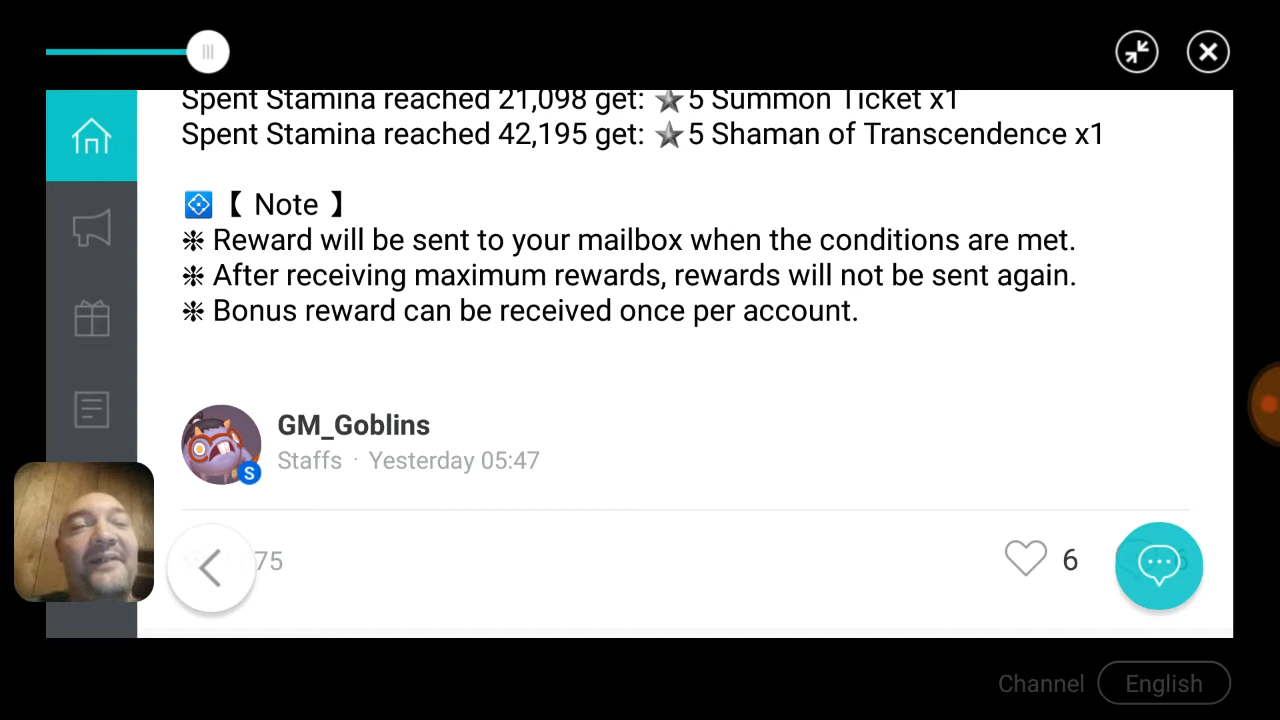 Spent Stamina reached 21,098 get: ★5 Summon Ticket x1
Spent Stamina reached 42,195 get: ★5 Shaman of Transcendence x1
💠【 Note 】
❈ Reward will be sent to your mailbox when the conditions are met.
❈ After receiving maximum rewards, rewards will not be sent again.
❈ Bonus reward can be received once per account.
GM_Goblins
S
Staffs · Yesterday 05:47
75
6
Channel English